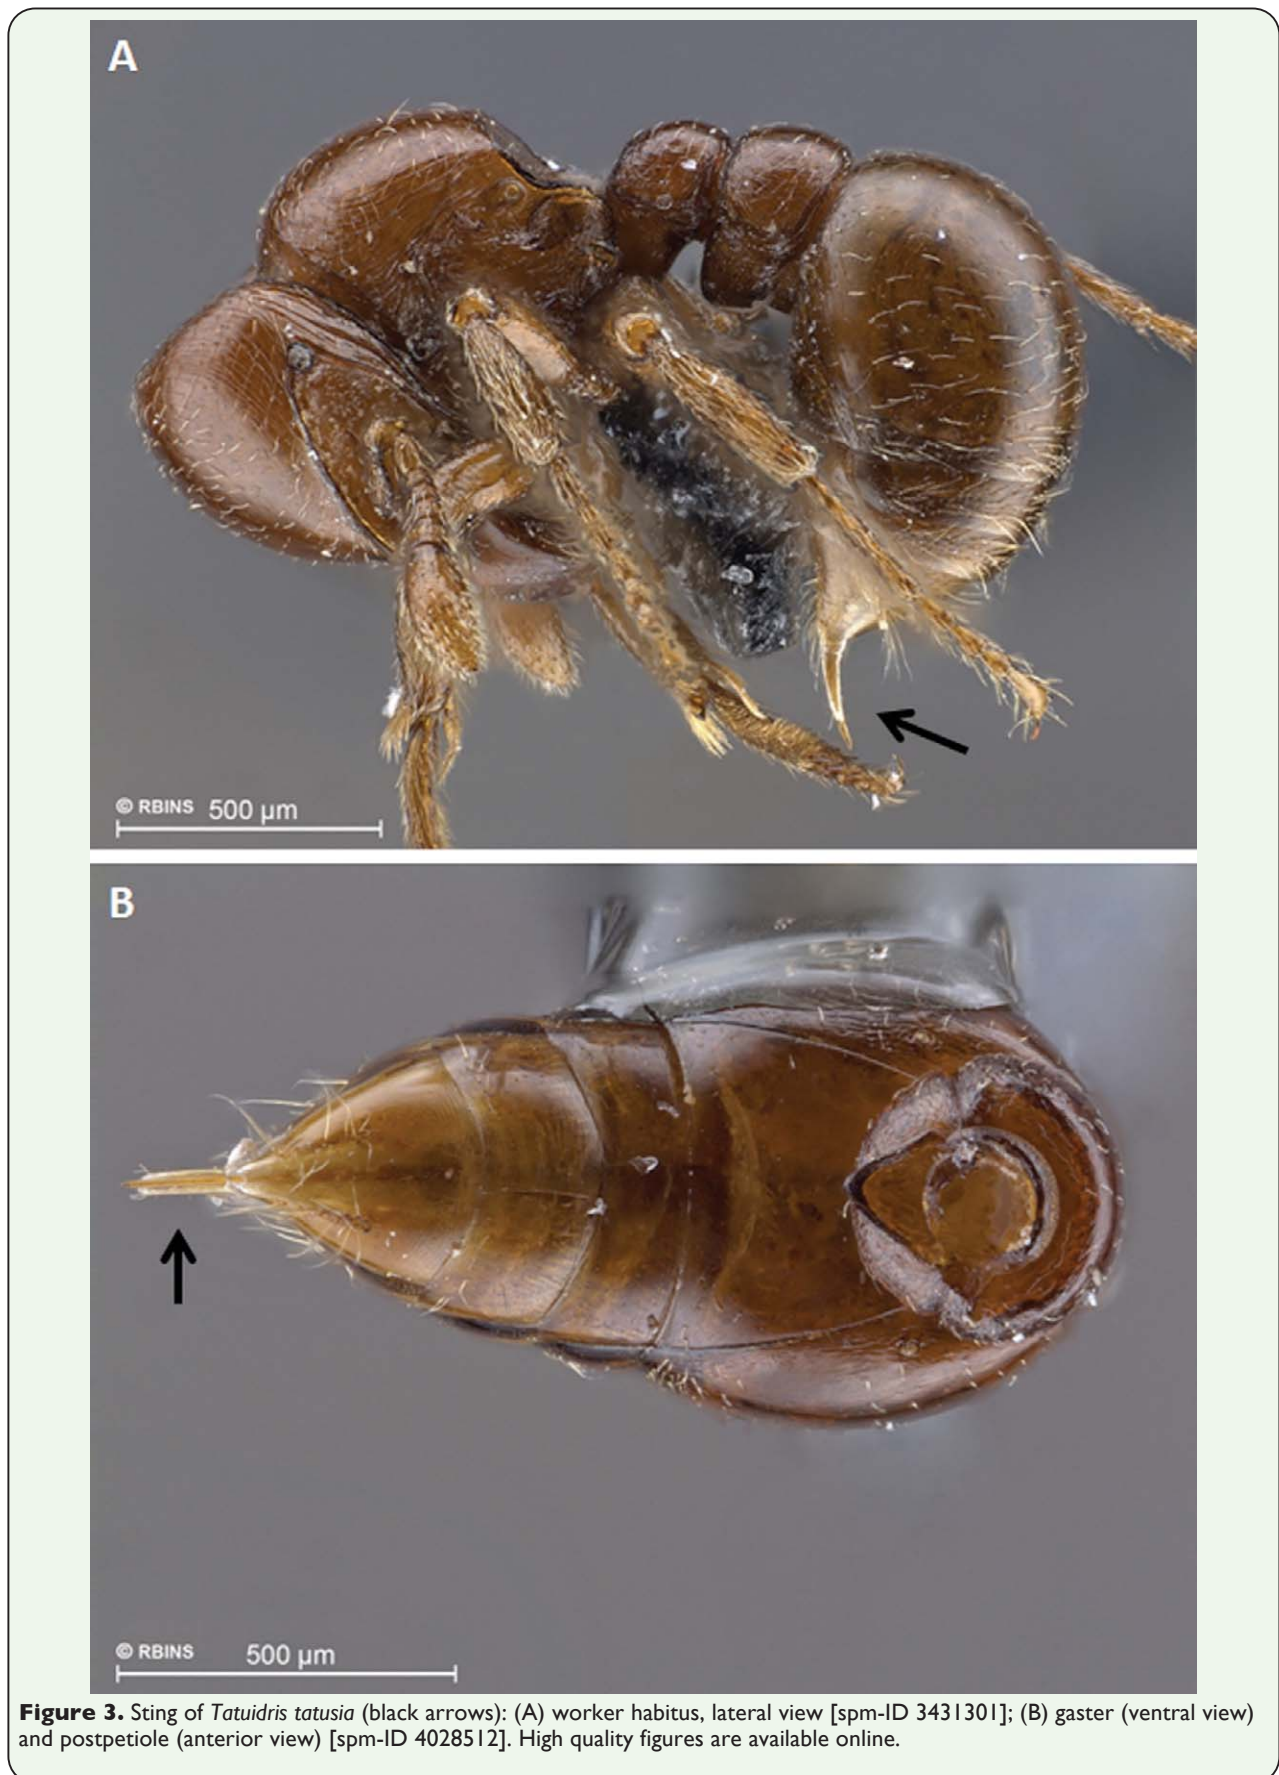 A
© RBINS 500 µm
B
© RBINS 500 µm
Figure 3. Sting of Tatuidris tatusia (black arrows): (A) worker habitus, lateral view [spm-ID 3431301]; (B) gaster (ventral view)
and postpetiole (anterior view) [spm-ID 4028512]. High quality figures are available online.